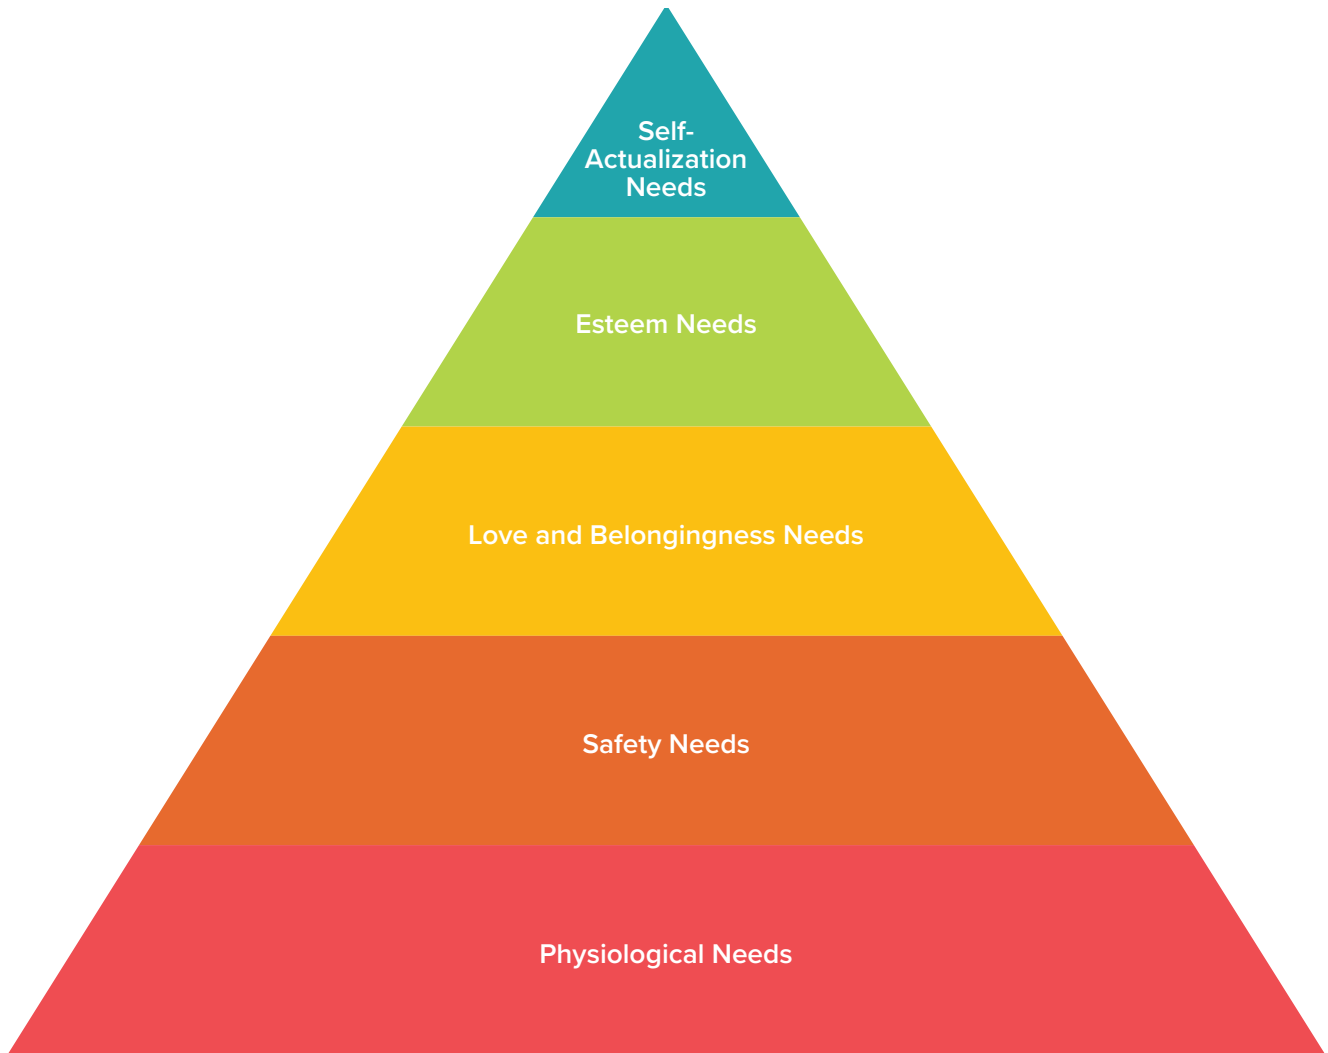 Self-
Actualization
Needs
Esteem Needs
Love and Belongingness Needs
Safety Needs
Physiological Needs